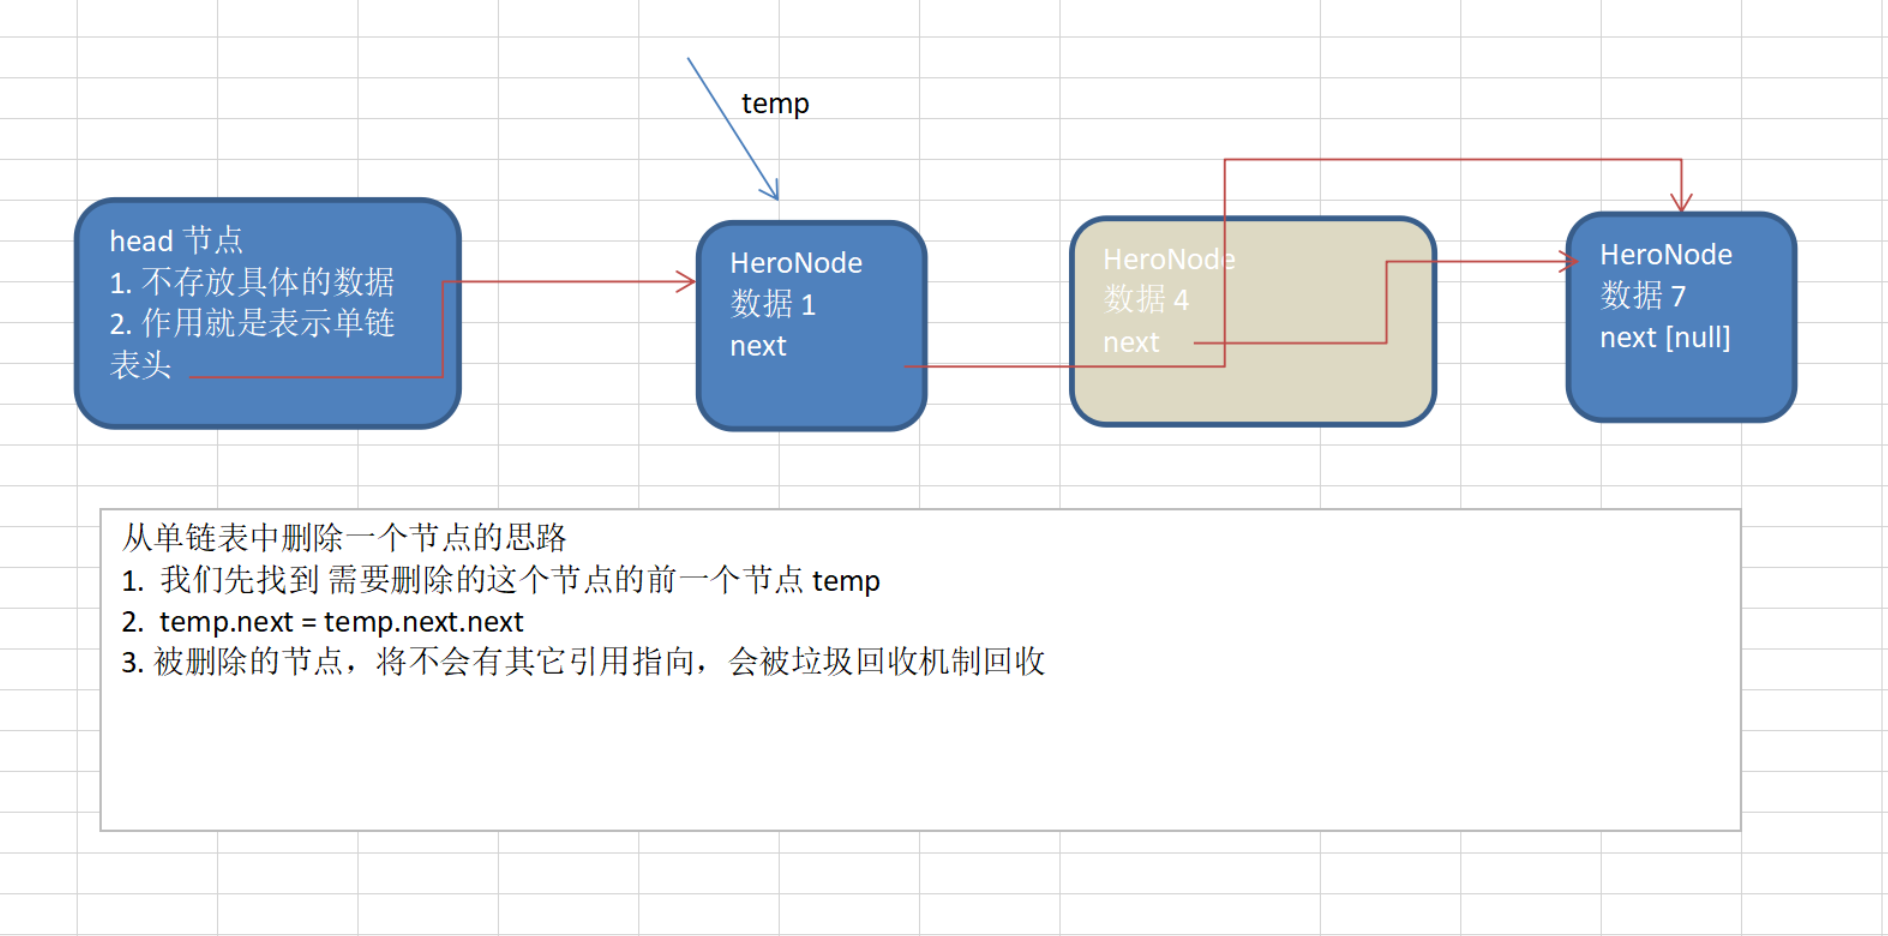 temp
head 节点
1. 不存放具体的数据
2. 作用就是表示单链
表头
HeroNode
数据 1
next
HeroNode
数据 4
next
HeroNode
数据 7
next [null]
从单链表中删除一个节点的思路
1. 我们先找到 需要删除的这个节点的前一个节点 temp
2. temp.next = temp.next.next
3. 被删除的节点，将不会有其它引用指向，会被垃圾回收机制回收